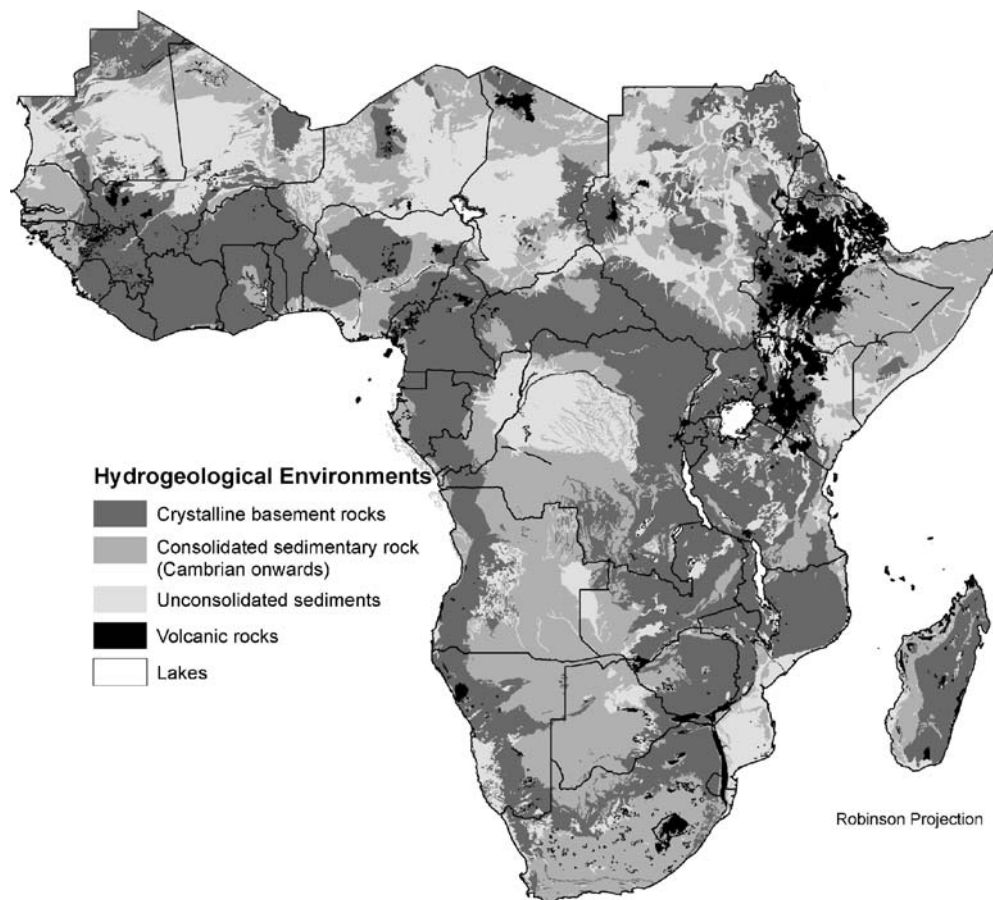 Hydrogeological Environments
Crystalline basement rocks
Consolidated sedimentary rock
(Cambrian onwards)
Unconsolidated sediments
Volcanic rocks
Lakes
Robinson Projection